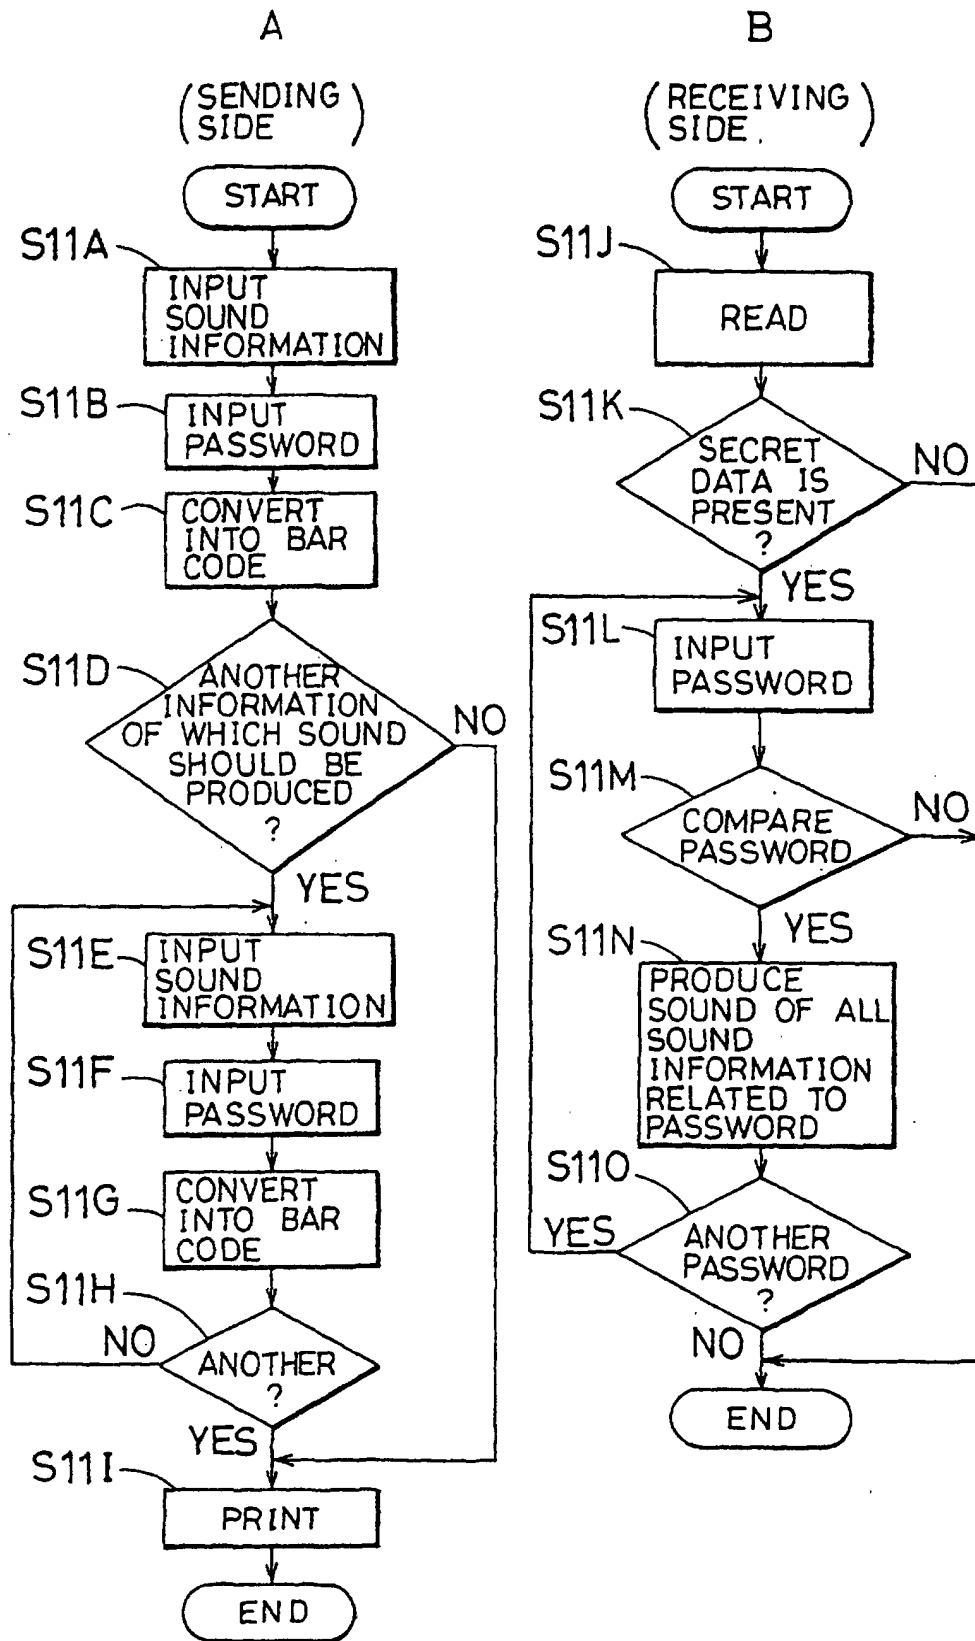 A
(SENDING
SIDE)
START
S11A
INPUT
SOUND
INFORMATION
S11B
INPUT
PASSWORD
S11C
CONVERT
INTO BAR
CODE
S11D
ANOTHER
INFORMATION
OF WHICH SOUND
SHOULD BE
PRODUCED
?
NO
YES
S11E
INPUT
SOUND
INFORMATION
S11F
INPUT
PASSWORD
S11G
CONVERT
INTO BAR
CODE
S11H
ANOTHER
?
NO
YES
S11I
PRINT
END
B
(RECEIVING
SIDE)
START
S11J
READ
S11K
SECRET
DATA IS
PRESENT
?
NO
YES
S11L
INPUT
PASSWORD
S11M
COMPARE
PASSWORD
NO
YES
S11N
PRODUCE
SOUND OF ALL
SOUND
INFORMATION
RELATED TO
PASSWORD
S11O
ANOTHER
PASSWORD
?
YES
NO
END